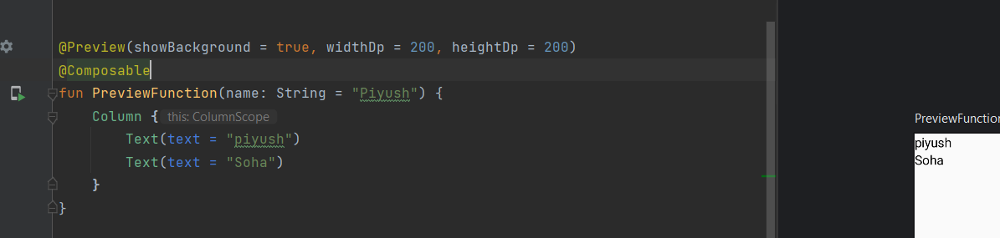 @Preview(showBackground = true, widthDp = 200, heightDp = 200)
@Composable
fun PreviewFunction(name: String = "Piyush") {
Column { this: ColumnScope
Text(text = "piyush")
Text(text = "Soha")
}
}
PreviewFunction
piyush
Soha